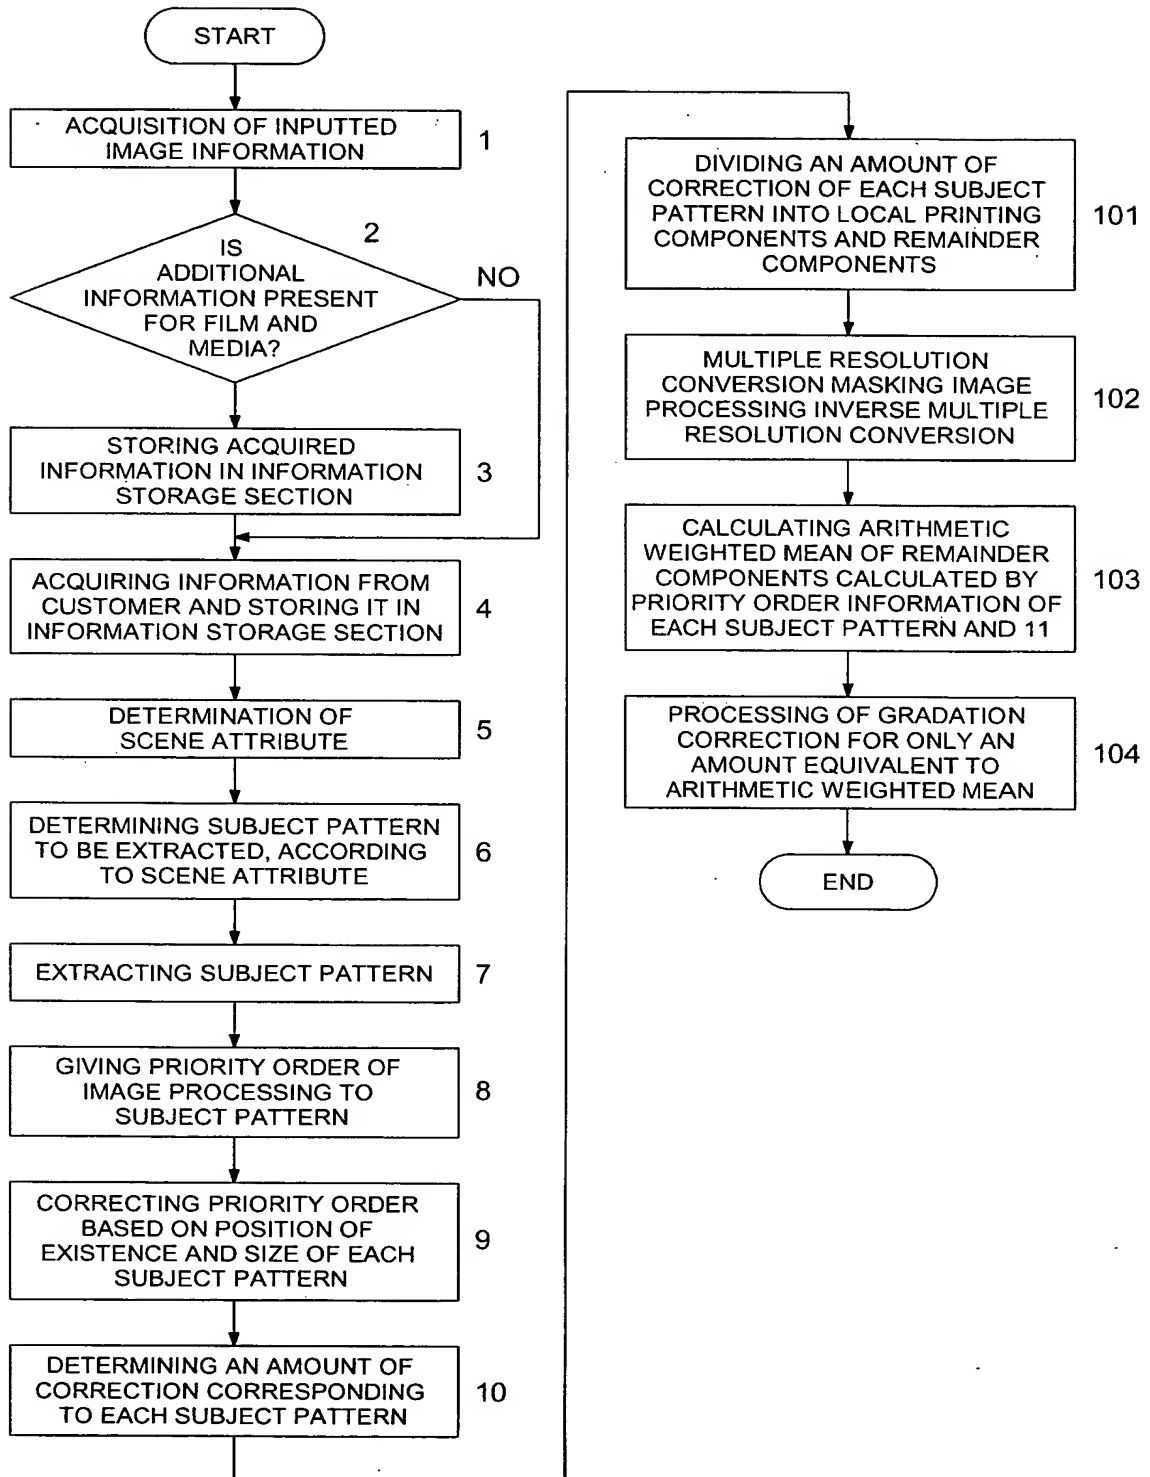 START
ACQUISITION OF INPUTTED
IMAGE INFORMATION
1
2
IS
ADDITIONAL
INFORMATION PRESENT
FOR FILM AND
MEDIA?
NO
STORING ACQUIRED
INFORMATION IN INFORMATION
STORAGE SECTION
3
ACQUIRING INFORMATION FROM
CUSTOMER AND STORING IT IN
INFORMATION STORAGE SECTION
4
DETERMINATION OF
SCENE ATTRIBUTE
5
DETERMINING SUBJECT PATTERN
TO BE EXTRACTED, ACCORDING
TO SCENE ATTRIBUTE
6
EXTRACTING SUBJECT PATTERN
7
GIVING PRIORITY ORDER OF
IMAGE PROCESSING TO
SUBJECT PATTERN
8
CORRECTING PRIORITY ORDER
BASED ON POSITION OF
EXISTENCE AND SIZE OF EACH
SUBJECT PATTERN
9
DETERMINING AN AMOUNT OF
CORRECTION CORRESPONDING
TO EACH SUBJECT PATTERN
10
DIVIDING AN AMOUNT OF
CORRECTION OF EACH SUBJECT
PATTERN INTO LOCAL PRINTING
COMPONENTS AND REMAINDER
COMPONENTS
101
MULTIPLE RESOLUTION
CONVERSION MASKING IMAGE
PROCESSING INVERSE MULTIPLE
RESOLUTION CONVERSION
102
CALCULATING ARITHMETIC
WEIGHTED MEAN OF REMAINDER
COMPONENTS CALCULATED BY
PRIORITY ORDER INFORMATION OF
EACH SUBJECT PATTERN AND 11
103
PROCESSING OF GRADATION
CORRECTION FOR ONLY AN
AMOUNT EQUIVALENT TO
ARITHMETIC WEIGHTED MEAN
104
END